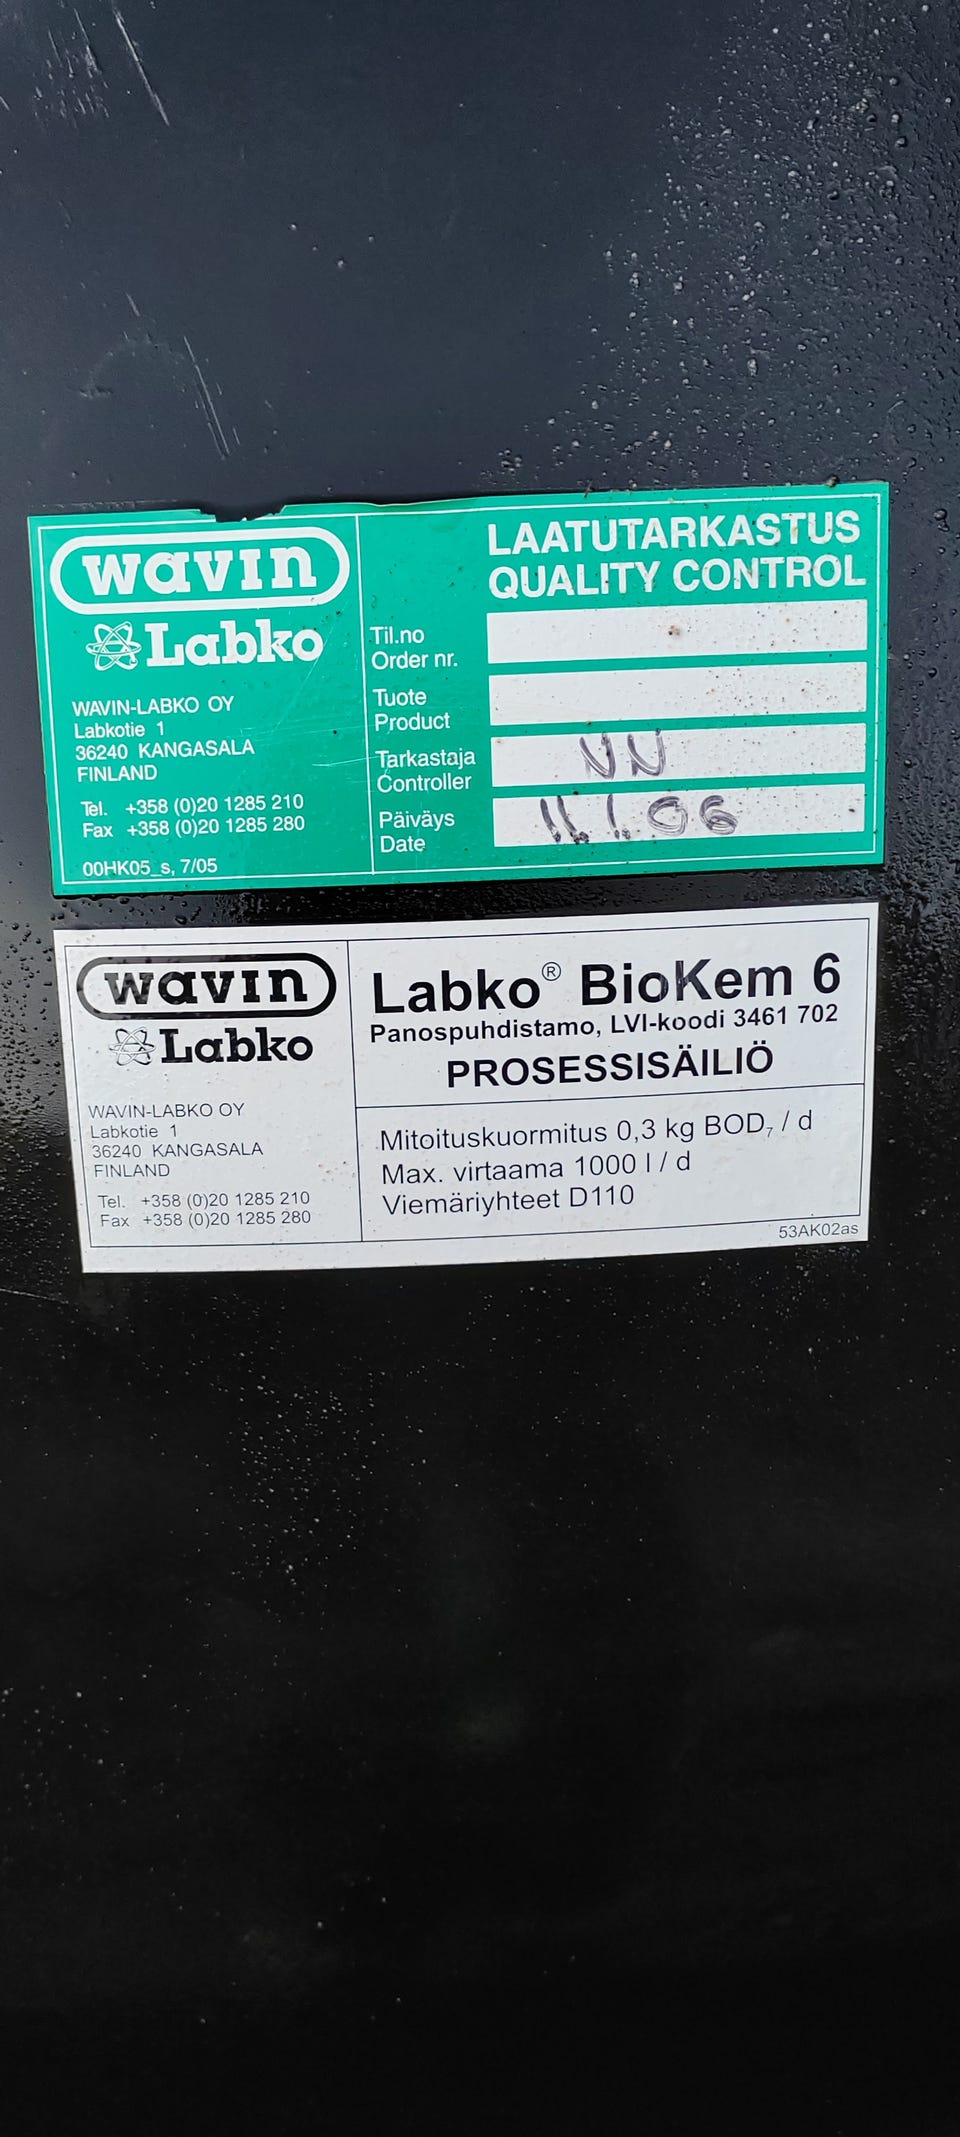 wavin
Labko
WAVIN-LABKO OY
Labkotie 1
36240 KANGASALA
FINLAND
Tel. +358 (0)20 1285 210
Fax +358 (0)20 1285 280
00HK05_s, 7/05
LAATUTARKASTUS
QUALITY CONTROL
Til.no
Order nr.
Tuote
Product
Tarkastaja
Controller
NN
Päiväys
Date
11.1.06
wavin
Labko
WAVIN-LABKO OY
Labkotie 1
36240 KANGASALA
FINLAND
Tel. +358 (0)20 1285 210
Fax +358 (0)20 1285 280
Labko® BioKem 6
Panospuhdistamo, LVI-koodi 3461 702
PROSESSISÄILIÖ
Mitoituskuormitus 0,3 kg BOD₇ / d
Max. virtaama 1000 l / d
Viemäriyhteet D110
53AK02as